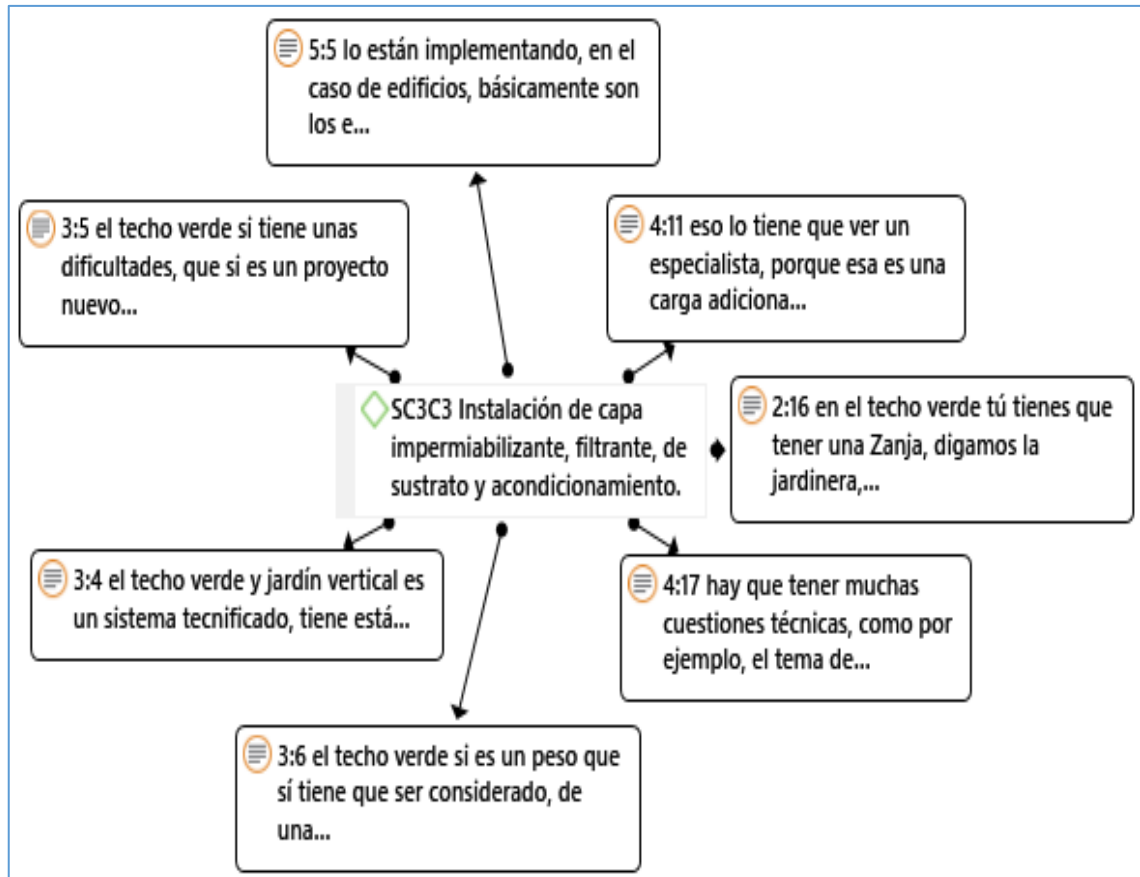 5:5 lo están implementando, en el
caso de edificios, básicamente son
los e...
3:5 el techo verde si tiene unas
dificultades, que si es un proyecto
nuevo...
4:11 eso lo tiene que ver un
especialista, porque esa es una
carga adiciona...
SC3C3 Instalación de capa
impermiabilizante, filtrante, de
sustrato y acondicionamiento.
2:16 en el techo verde tú tienes que
tener una Zanja, digamos la
jardinera,...
3:4 el techo verde y jardín vertical es
un sistema tecnificado, tiene está...
4:17 hay que tener muchas
cuestiones técnicas, como por
ejemplo, el tema de...
3:6 el techo verde si es un peso que
sí tiene que ser considerado, de
una...